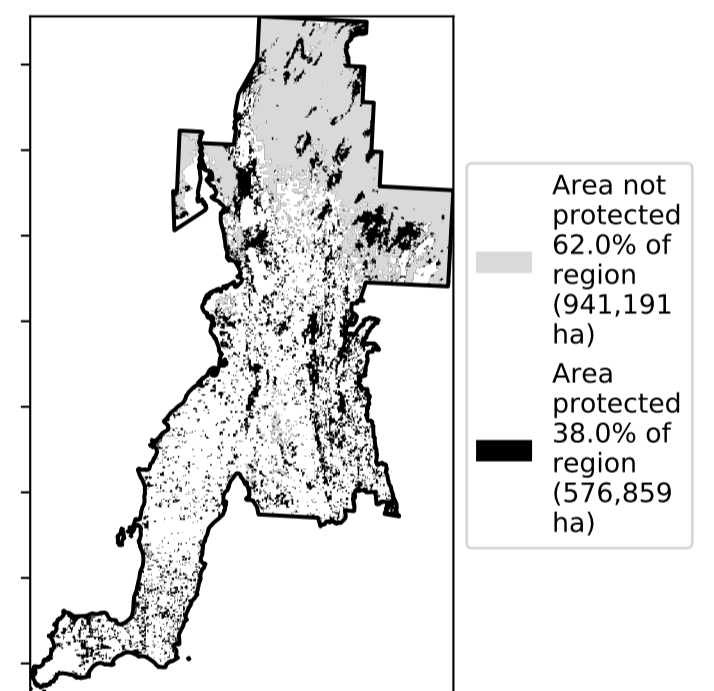 Area not
protected
62.0% of
region
(941,191
ha)
Area
protected
38.0% of
region
(576,859
ha)